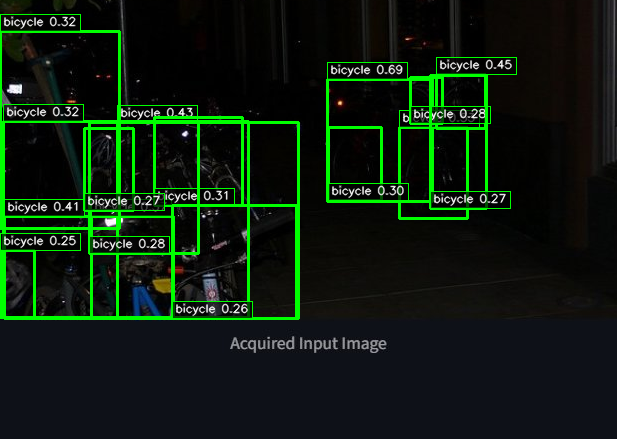 bicycle 0.32
bicycle 0.45
bicycle 0.69
bicycle 0.32
bicycle 0.43
bicycle 0.28
bicycle 0.30
bicycle 0.31
bicycle 0.27
bicycle 0.27
bicycle 0.41
bicycle 0.25
bicycle 0.28
bicycle 0.26
Acquired Input Image